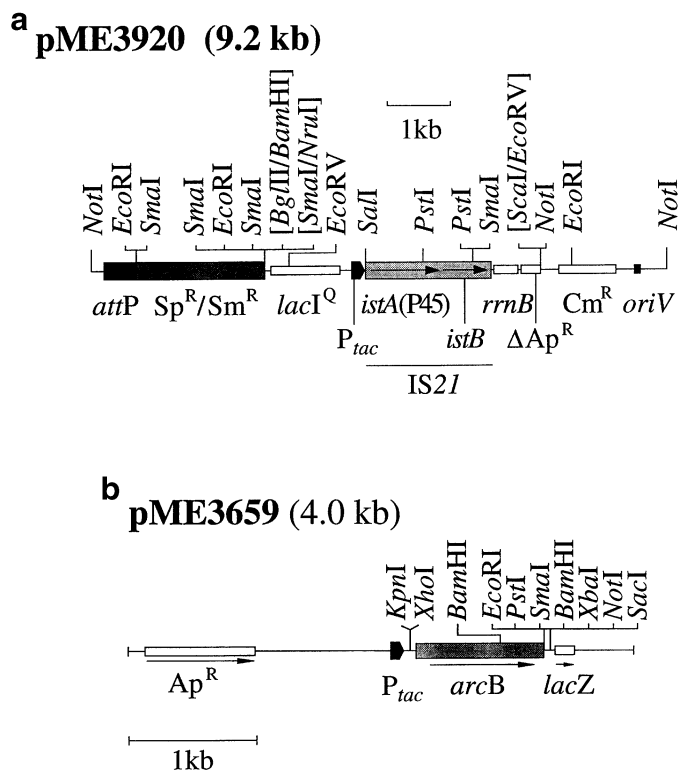 a
pME3920 (9.2 kb)
1kb
NotI
EcoRI
SmaI
SmaI
EcoRI
SmaI
[BglII/BamHI]
[SmaI/NruI]
EcoRV
SalI
PstI
PstI
SmaI
[ScaI/EcoRV]
NotI
EcoRI
NotI
attP SpR/SmR lacIQ istA(P45) rrnB CmR oriV
Ptac istB ΔApR
IS21
b
pME3659 (4.0 kb)
KpnI
XhoI
BamHI
EcoRI
PstI
SmaI
BamHI
XbaI
NotI
SacI
ApR Ptac arcB lacZ
1kb